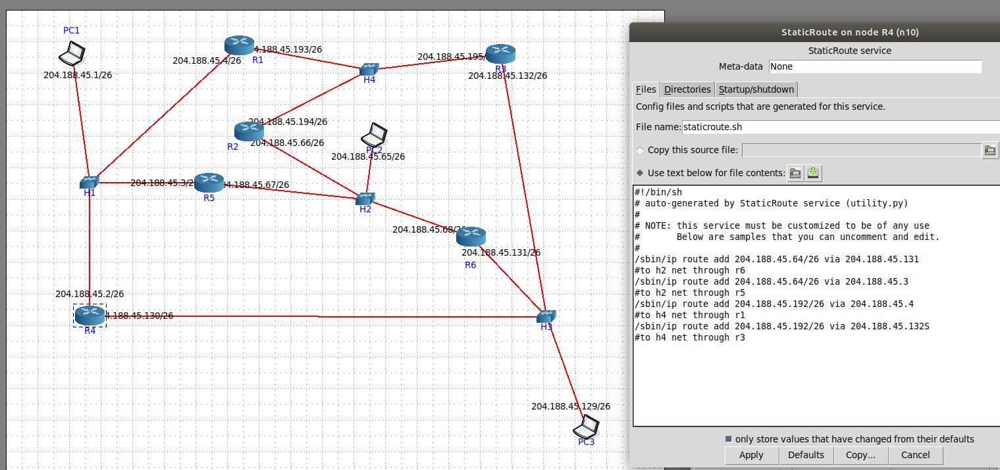 PC1
204.188.45.1/26
4.188.45.193/26
204.188.45.4/26
R1
204.188.45.195/
R3
204.188.45.132/26
H4
204.188.45.194/26
R2
204.188.45.66/26
PC2
204.188.45.65/26
204.188.45.3/2
R5
4.188.45.67/26
H1
H2
204.188.45.68/26
R6
204.188.45.131/26
204.188.45.2/26
R4
4.188.45.130/26
H3
204.188.45.129/26
PC3
StaticRoute on node R4 (n10)
StaticRoute service
Meta-data None
Files Directories Startup/shutdown
Config files and scripts that are generated for this service.
File name: staticroute.sh
Copy this source file:
Use text below for file contents:
#!/bin/sh
# auto-generated by StaticRoute service (utility.py)
#
# NOTE: this service must be customized to be of any use
# Below are samples that you can uncomment and edit.
#
/sbin/ip route add 204.188.45.64/26 via 204.188.45.131
#to h2 net through r6
/sbin/ip route add 204.188.45.64/26 via 204.188.45.3
#to h2 net through r5
/sbin/ip route add 204.188.45.192/26 via 204.188.45.4
#to h4 net through r1
/sbin/ip route add 204.188.45.192/26 via 204.188.45.132S
#to h4 net through r3
only store values that have changed from their defaults
Apply Defaults Copy... Cancel